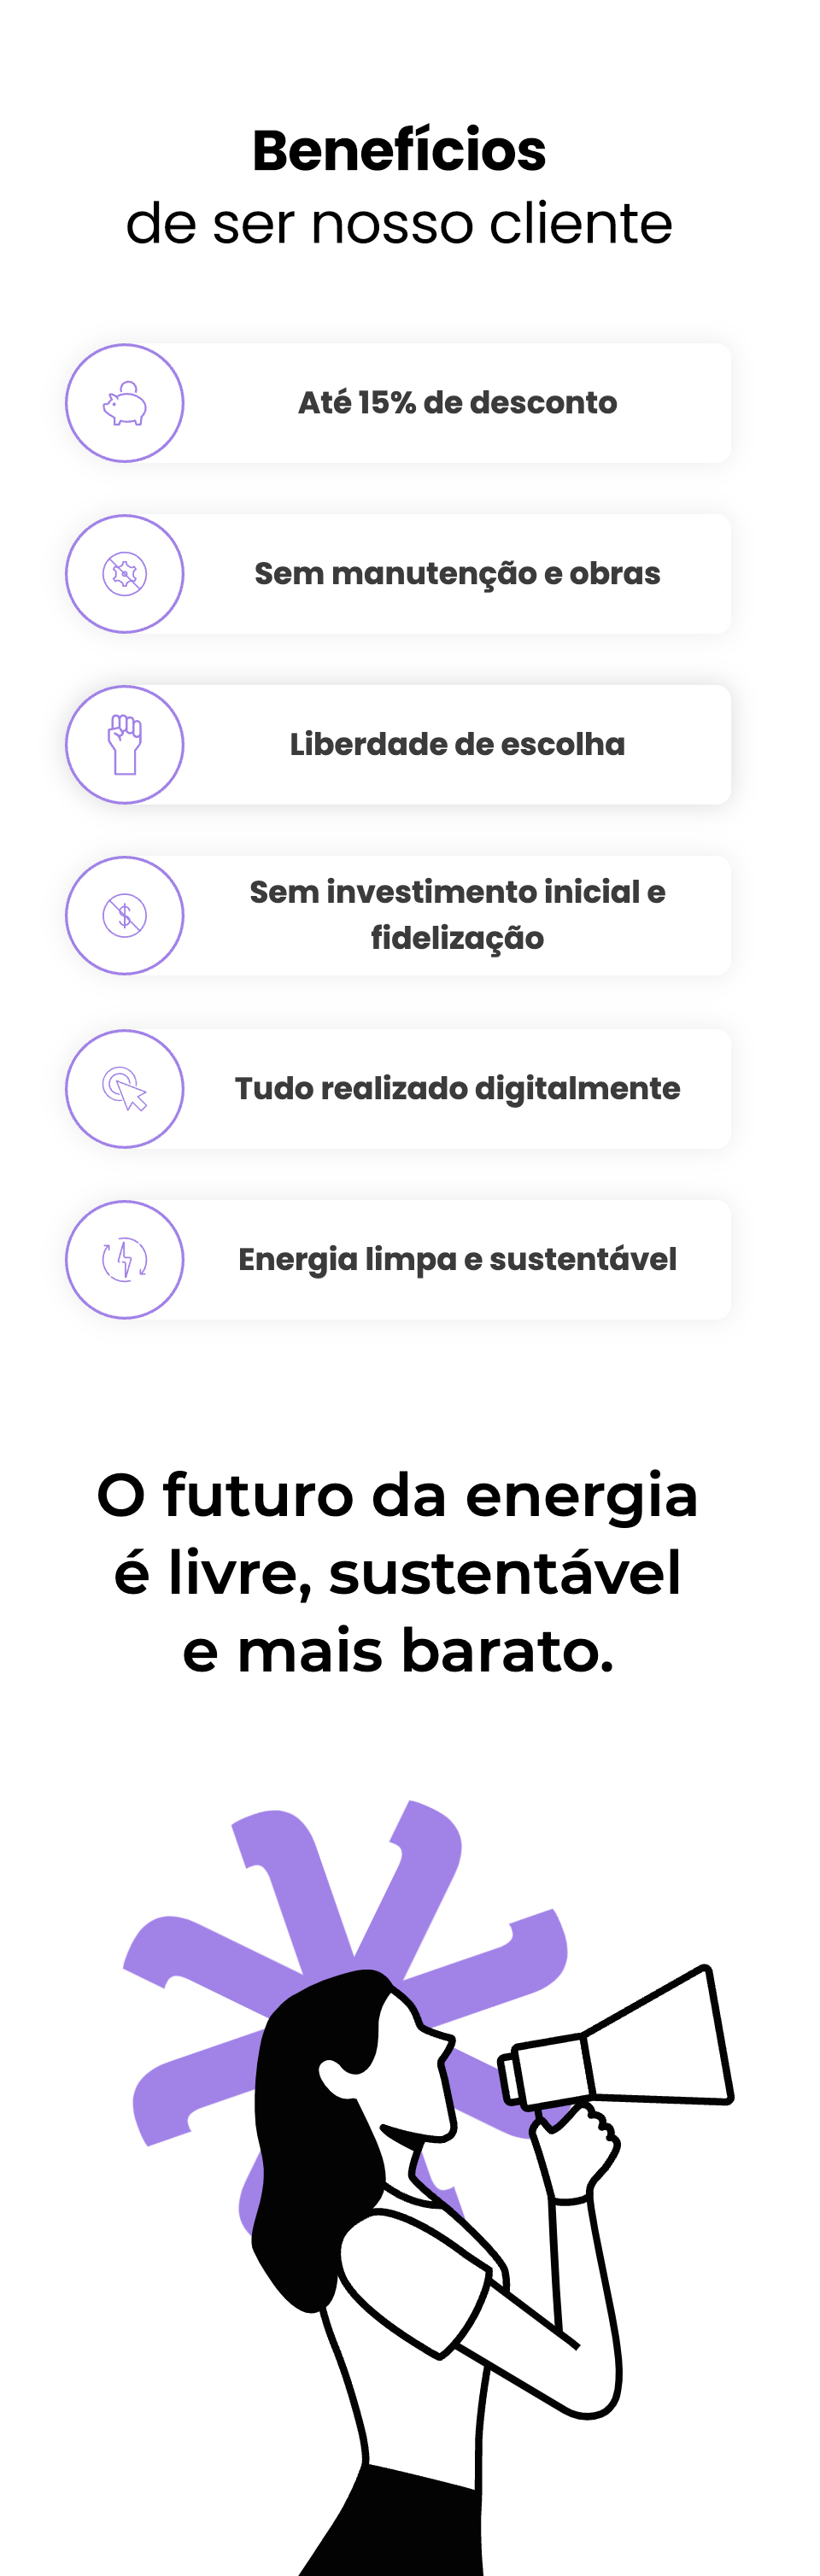 Benefícios
de ser nosso cliente
Até 15% de desconto
Sem manutenção e obras
Liberdade de escolha
Sem investimento inicial e
fidelização
Tudo realizado digitalmente
Energia limpa e sustentável
O futuro da energia
é livre, sustentável
e mais barato.